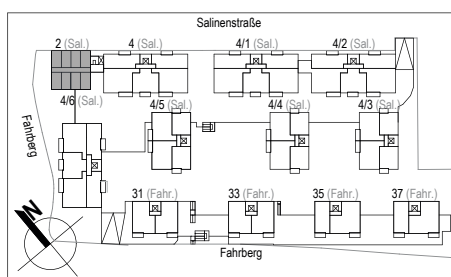 Salinenstraße
2 (Sal.) 4 (Sal.) 4/1 (Sal.) 4/2 (Sal.)
4/6 (Sal.) 4/5 (Sal.) 4/4 (Sal.) 4/3 (Sal.)
Fahrberg
31 (Fahr.) 33 (Fahr.) 35 (Fahr.) 37 (Fahr.)
N
Fahrberg